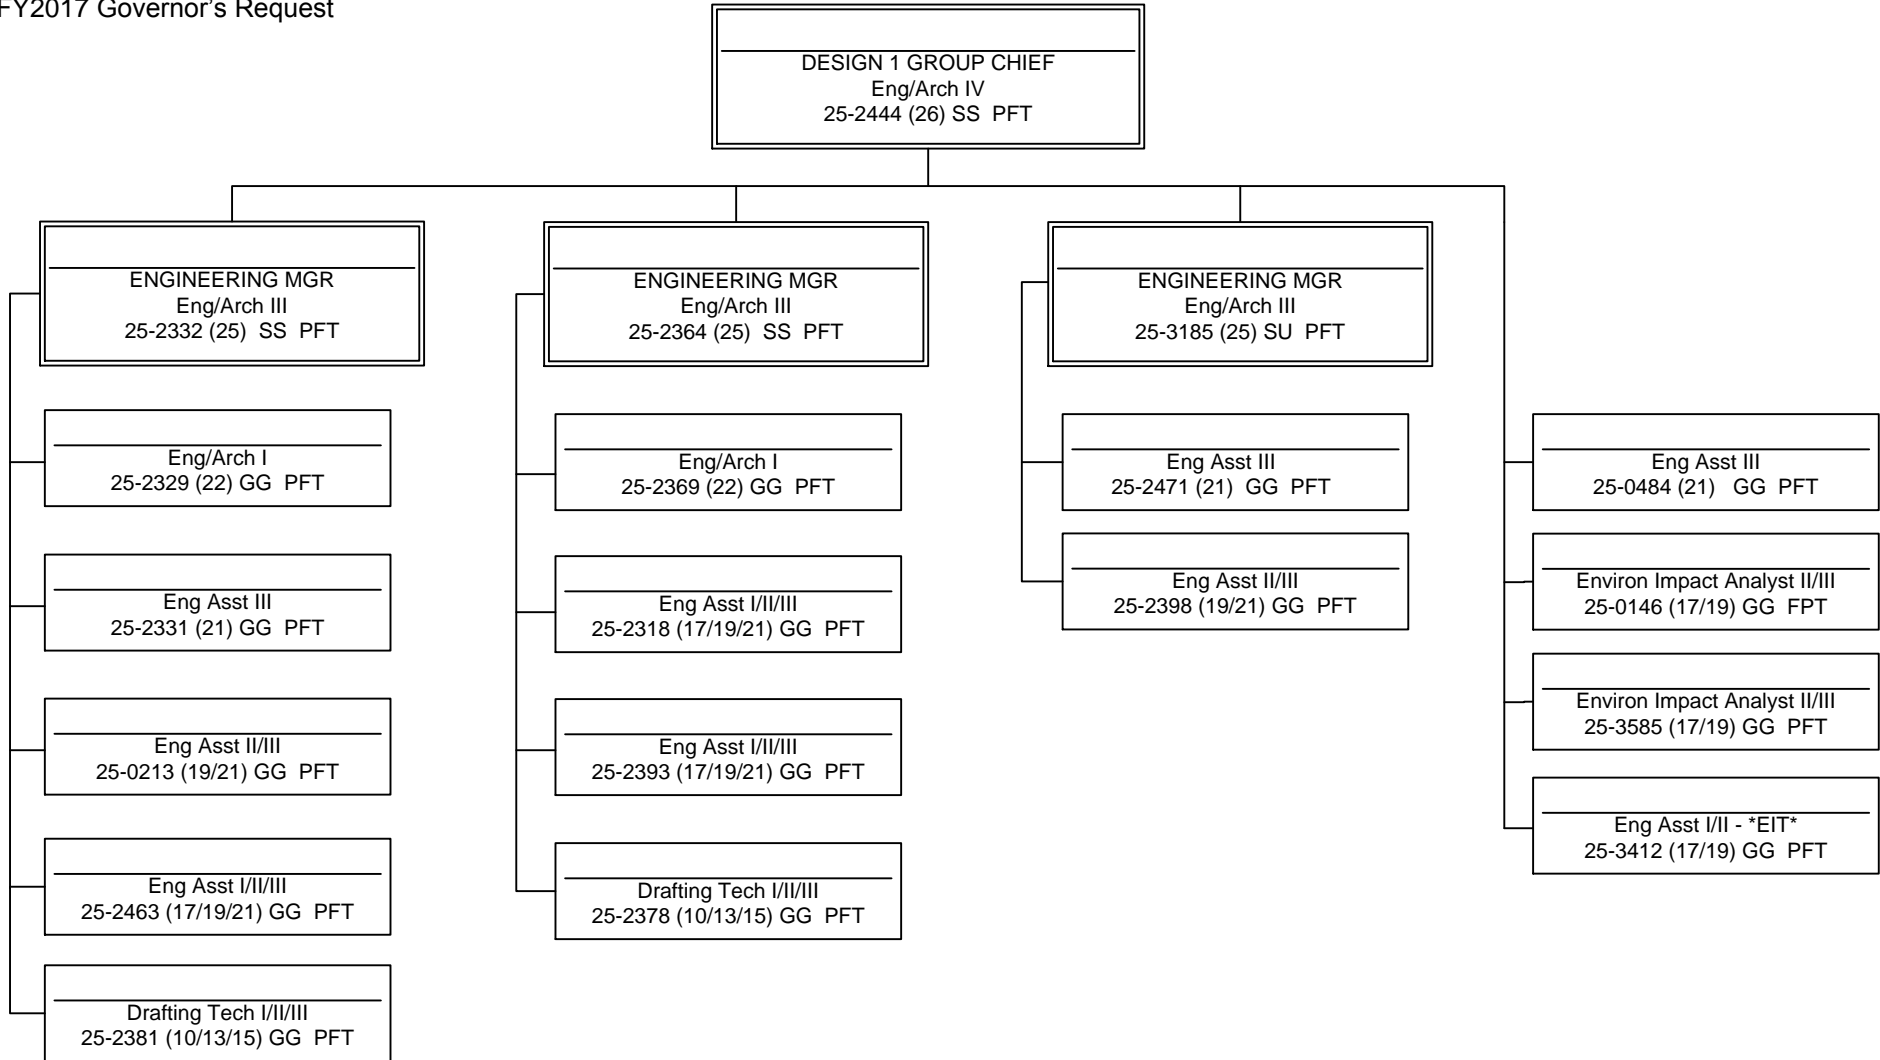 FY2017 Governor's Request
DESIGN 1 GROUP CHIEF
Eng/Arch IV
25-2444 (26) SS PFT
ENGINEERING MGR
Eng/Arch III
25-2332 (25) SS PFT
Eng/Arch I
25-2329 (22) GG PFT
Eng Asst III
25-2331 (21) GG PFT
Eng Asst II/III
25-0213 (19/21) GG PFT
Eng Asst I/II/III
25-2463 (17/19/21) GG PFT
Drafting Tech I/II/III
25-2381 (10/13/15) GG PFT
ENGINEERING MGR
Eng/Arch III
25-2364 (25) SS PFT
Eng/Arch I
25-2369 (22) GG PFT
Eng Asst I/II/III
25-2318 (17/19/21) GG PFT
Eng Asst I/II/III
25-2393 (17/19/21) GG PFT
Drafting Tech I/II/III
25-2378 (10/13/15) GG PFT
ENGINEERING MGR
Eng/Arch III
25-3185 (25) SU PFT
Eng Asst III
25-2471 (21) GG PFT
Eng Asst II/III
25-2398 (19/21) GG PFT
Eng Asst III
25-0484 (21) GG PFT
Environ Impact Analyst II/III
25-0146 (17/19) GG FPT
Environ Impact Analyst II/III
25-3585 (17/19) GG PFT
Eng Asst I/II - *EIT*
25-3412 (17/19) GG PFT